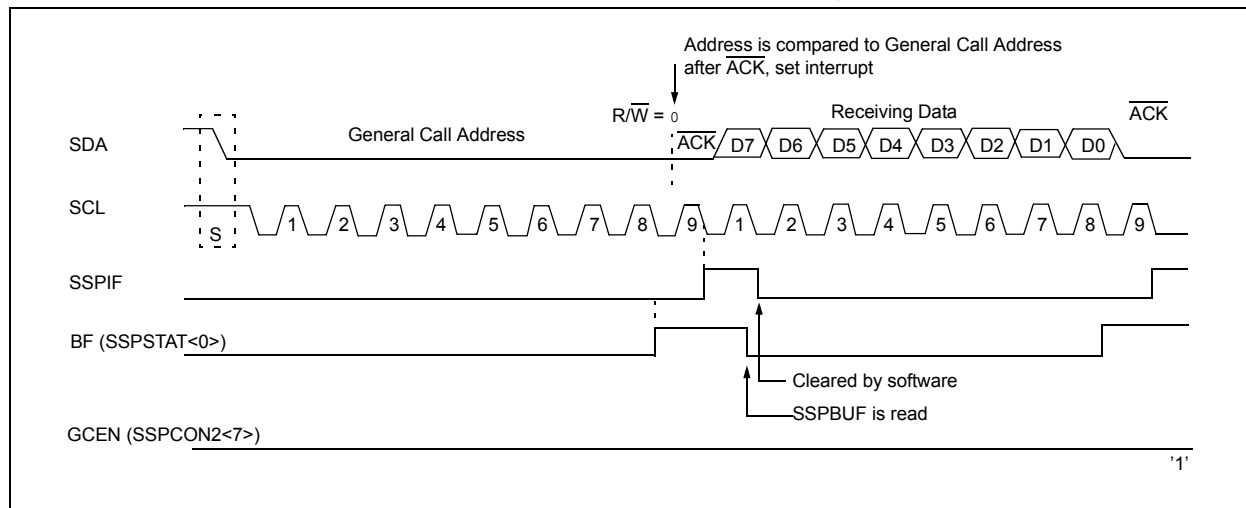 Address is compared to General Call Address
after ACK, set interrupt
R/W = 0
Receiving Data
ACK
SDA
General Call Address
ACK
D7 D6 D5 D4 D3 D2 D1 D0
SCL
S
1 2 3 4 5 6 7 8 9 1 2 3 4 5 6 7 8 9
SSPIF
BF (SSPSTAT<0>)
Cleared by software
SSPBUF is read
GCEN (SSPCON2<7>)
’1’